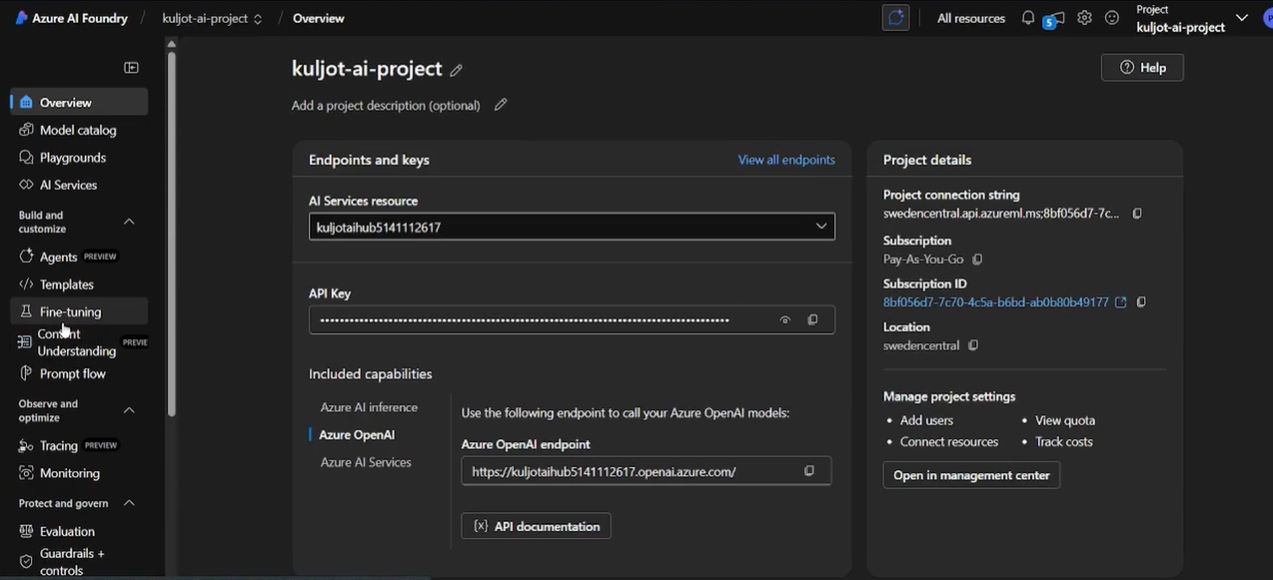 Azure AI Foundry / kuljot-ai-project / Overview
All resources
5
Project
kuljot-ai-project
Overview
Model catalog
Playgrounds
AI Services
Build and
customize
Agents PREVIEW
Templates
Fine-tuning
Content
Understanding PREVIE
Prompt flow
Observe and
optimize
Tracing PREVIEW
Monitoring
Protect and govern
Evaluation
Guardrails +
controls
kuljot-ai-project
Help
Add a project description (optional)
Endpoints and keys
View all endpoints
AI Services resource
kuljotaihub5141112617
API Key
Included capabilities
Azure AI inference
Azure OpenAI
Azure AI Services
Use the following endpoint to call your Azure OpenAI models:
Azure OpenAI endpoint
https://kuljotaihub5141112617.openai.azure.com/
{x} API documentation
Project details
Project connection string
swedencentral.api.azureml.ms;8bf056d7-7c...
Subscription
Pay-As-You-Go
Subscription ID
8bf056d7-7c70-4c5a-b6bd-ab0b80b49177
Location
swedencentral
Manage project settings
• Add users
• View quota
• Connect resources
• Track costs
Open in management center